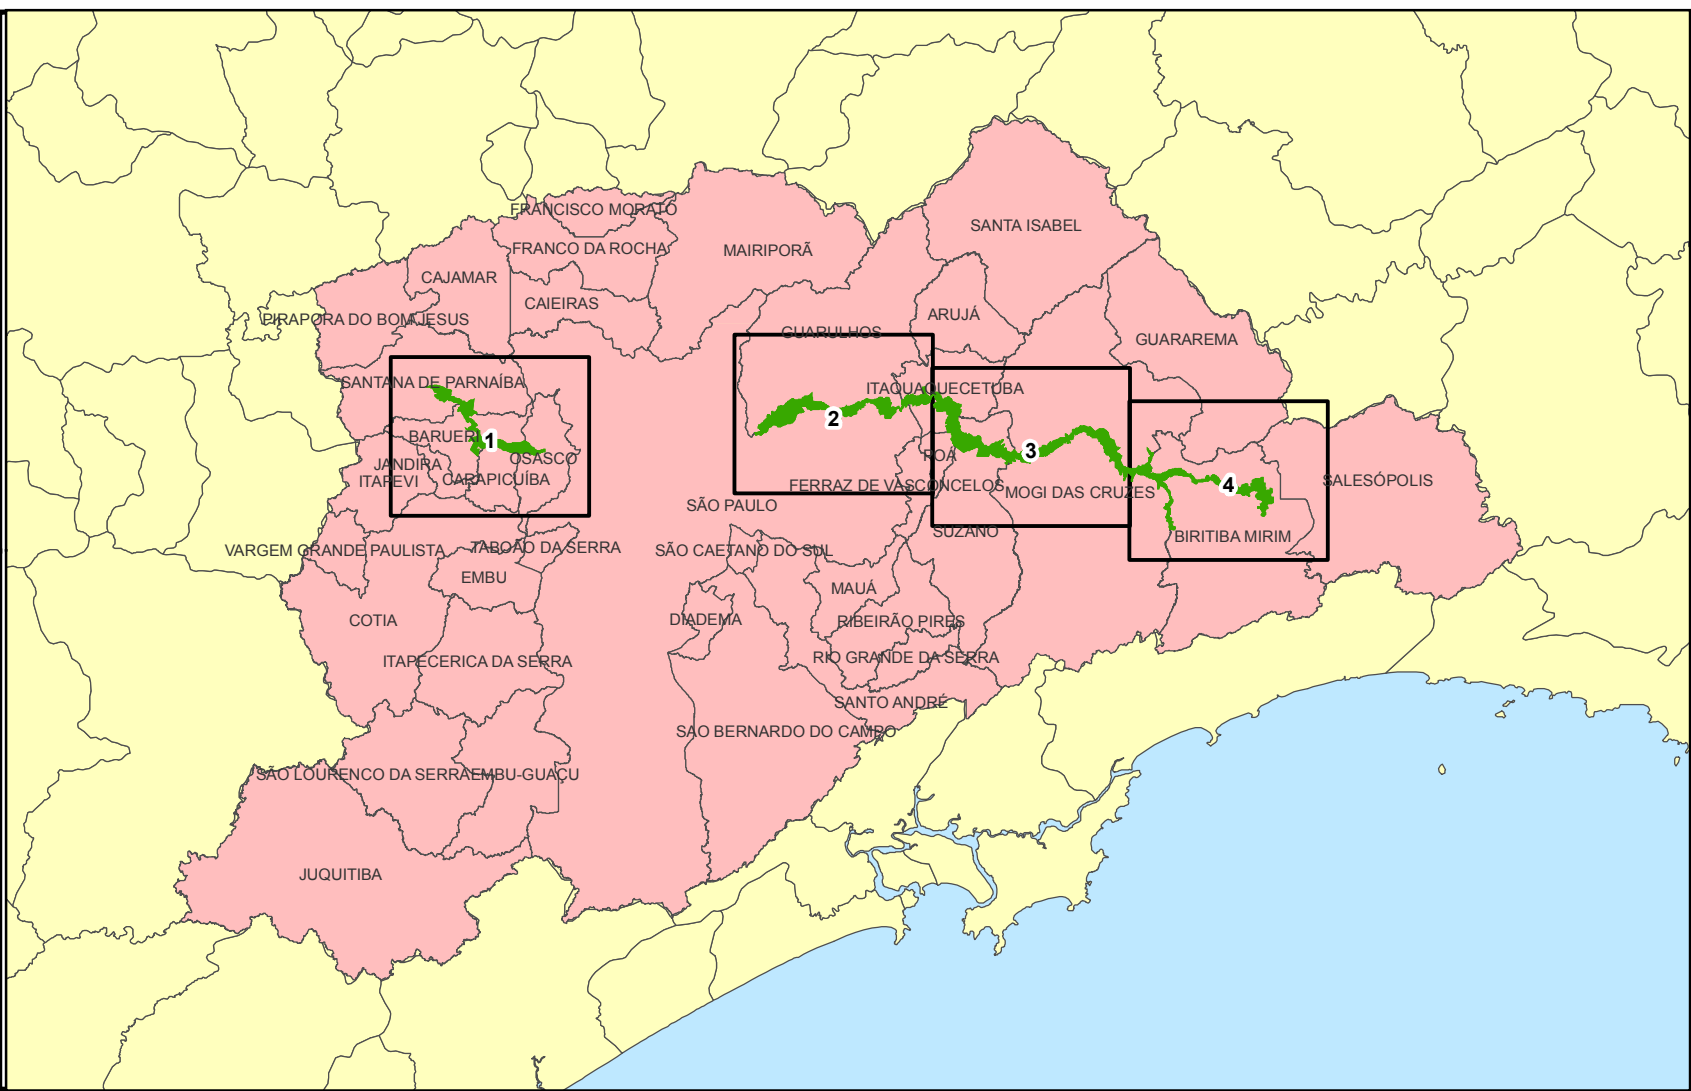 FRANCISCO MORATO
SANTA ISABEL
FRANCO DA ROCHA
MAIRIPORÃ
CAJAMAR
CAIEIRAS
ARUJÁ
PIRAPORA DO BOM JESUS
GUARULHOS
GUARAREMA
SANTANA DE PARNAÍBA
ITAQUAQUECETUBA
2
BARUERI
1
3
POÁ
OSASCO
JANDIRA
ITAPEVI
CARAPICUÍBA
FERRAZ DE VASCONCELOS
4
SALESÓPOLIS
MOGI DAS CRUZES
SÃO PAULO
SUZANO
BIRITIBA MIRIM
VARGEM GRANDE PAULISTA
TABOÃO DA SERRA
SÃO CAETANO DO SUL
EMBU
MAUÁ
COTIA
DIADEMA
RIBEIRÃO PIRES
ITAPECERICA DA SERRA
RIO GRANDE DA SERRA
SANTO ANDRÉ
SÃO BERNARDO DO CAMPO
SÃO LOURENCO DA SERRA
EMBU-GUAÇU
JUQUITIBA